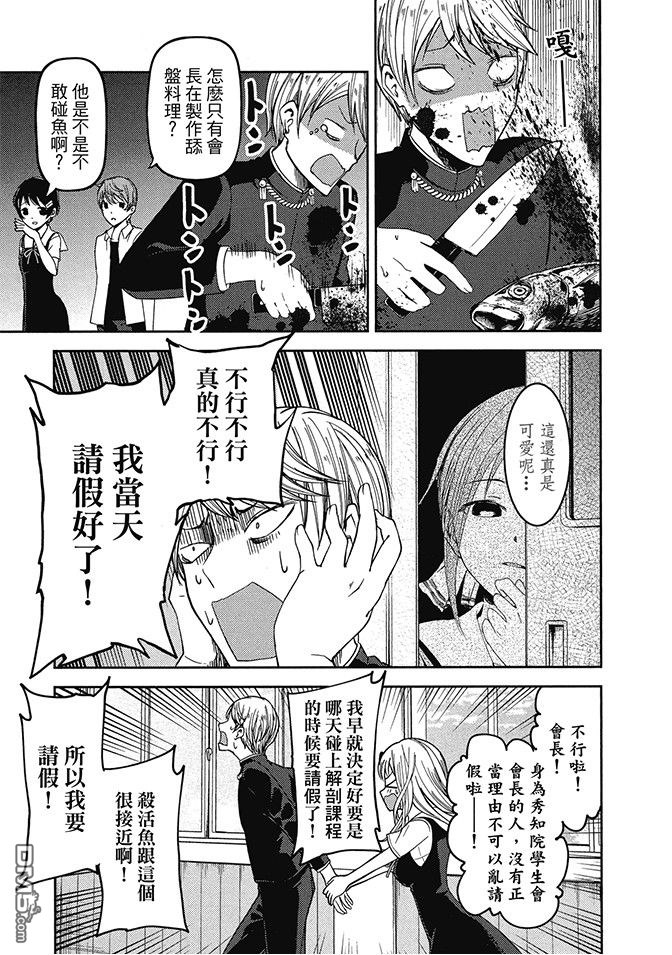 嘎——
怎麼只有會
長在製作舔
盤料理？
トン
トン
トン
他是不是不
敢碰魚啊？
這還真是
可愛呢…
不行不行
真的不行！
我當天
請假好了！
不行啦！
會長！
身為秀知院學生會
會長的人，沒有正
當理由不可以亂請
假啦——！
我早就決定好要是
哪天碰上解剖課程
的時候要請假了！
殺活魚跟這個
很接近啊！
所以我要
請假！
DM5
.com